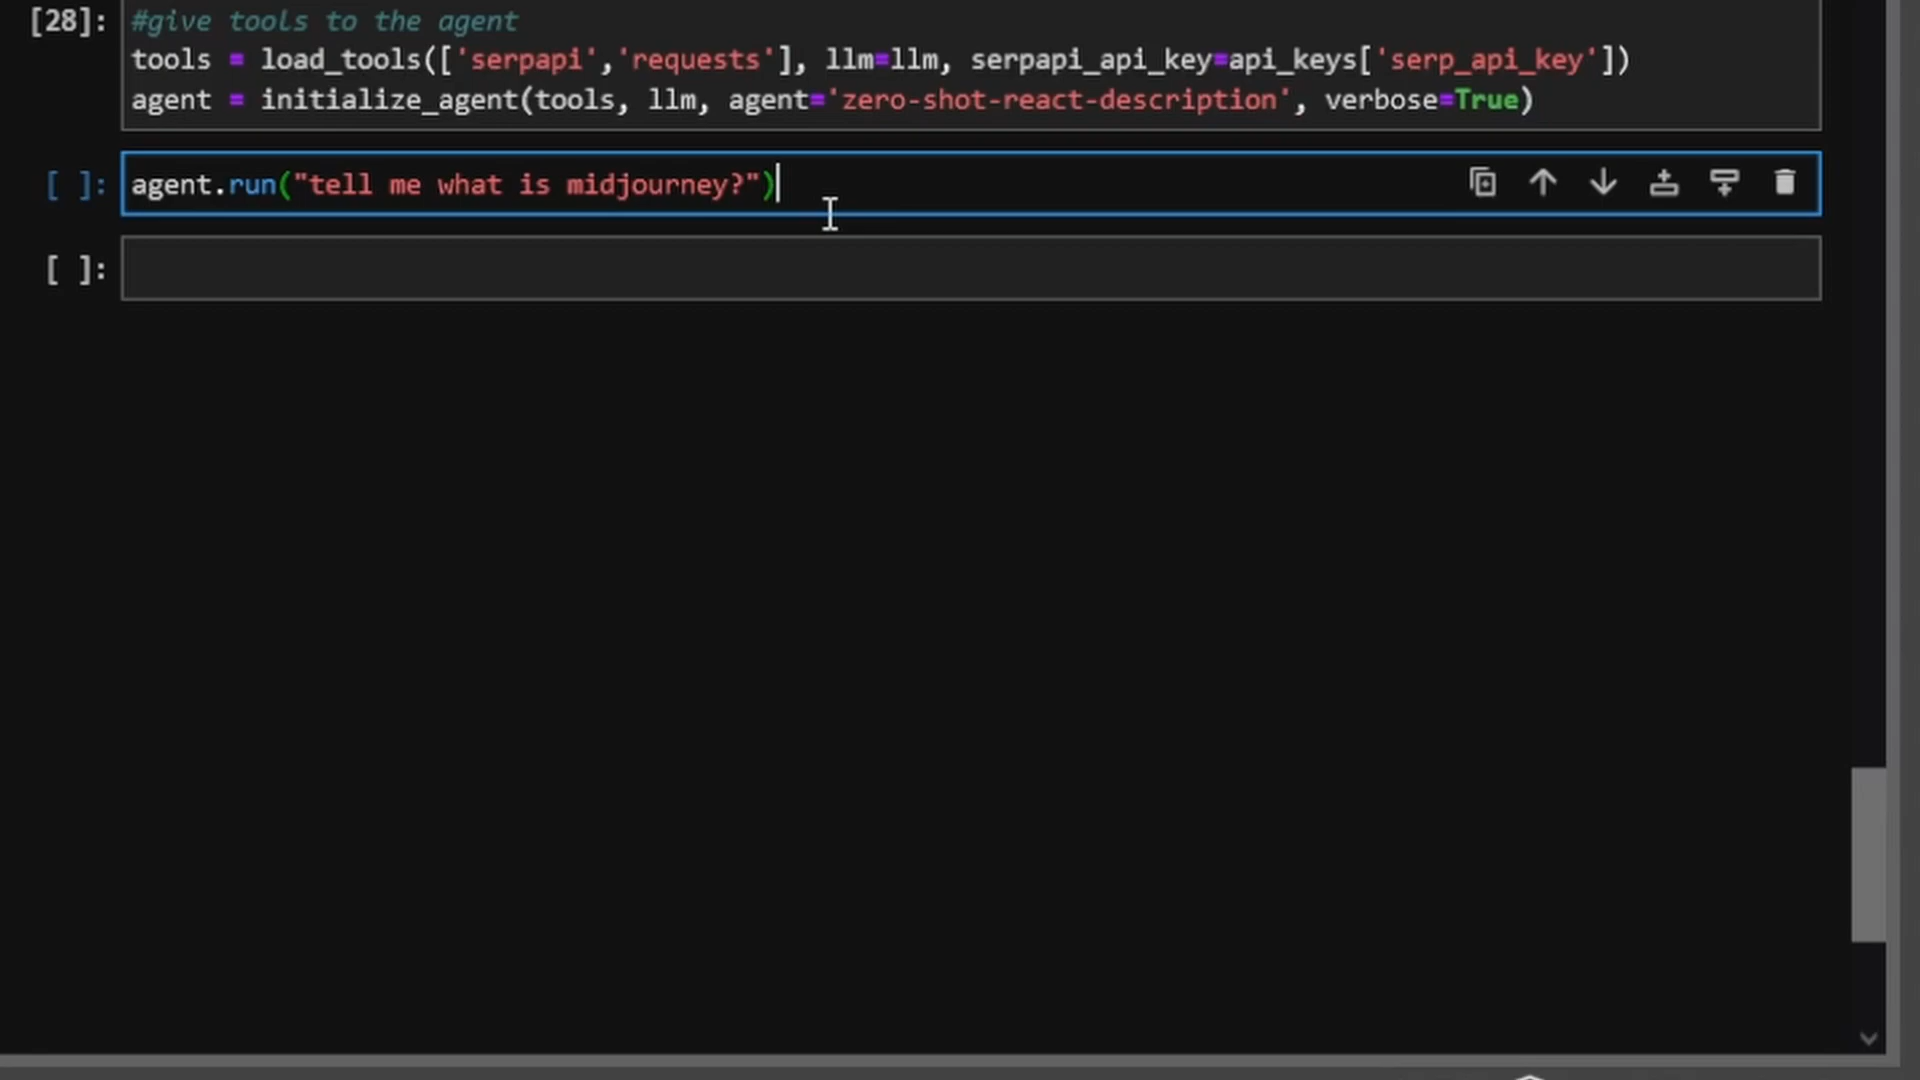 [28]: #give tools to the agent
tools = load_tools(['serpapi','requests'], llm=llm, serpapi_api_key=api_keys['serp_api_key'])
agent = initialize_agent(tools, llm, agent='zero-shot-react-description', verbose=True)
[ ]: agent.run("tell me what is midjourney?")
[ ]: